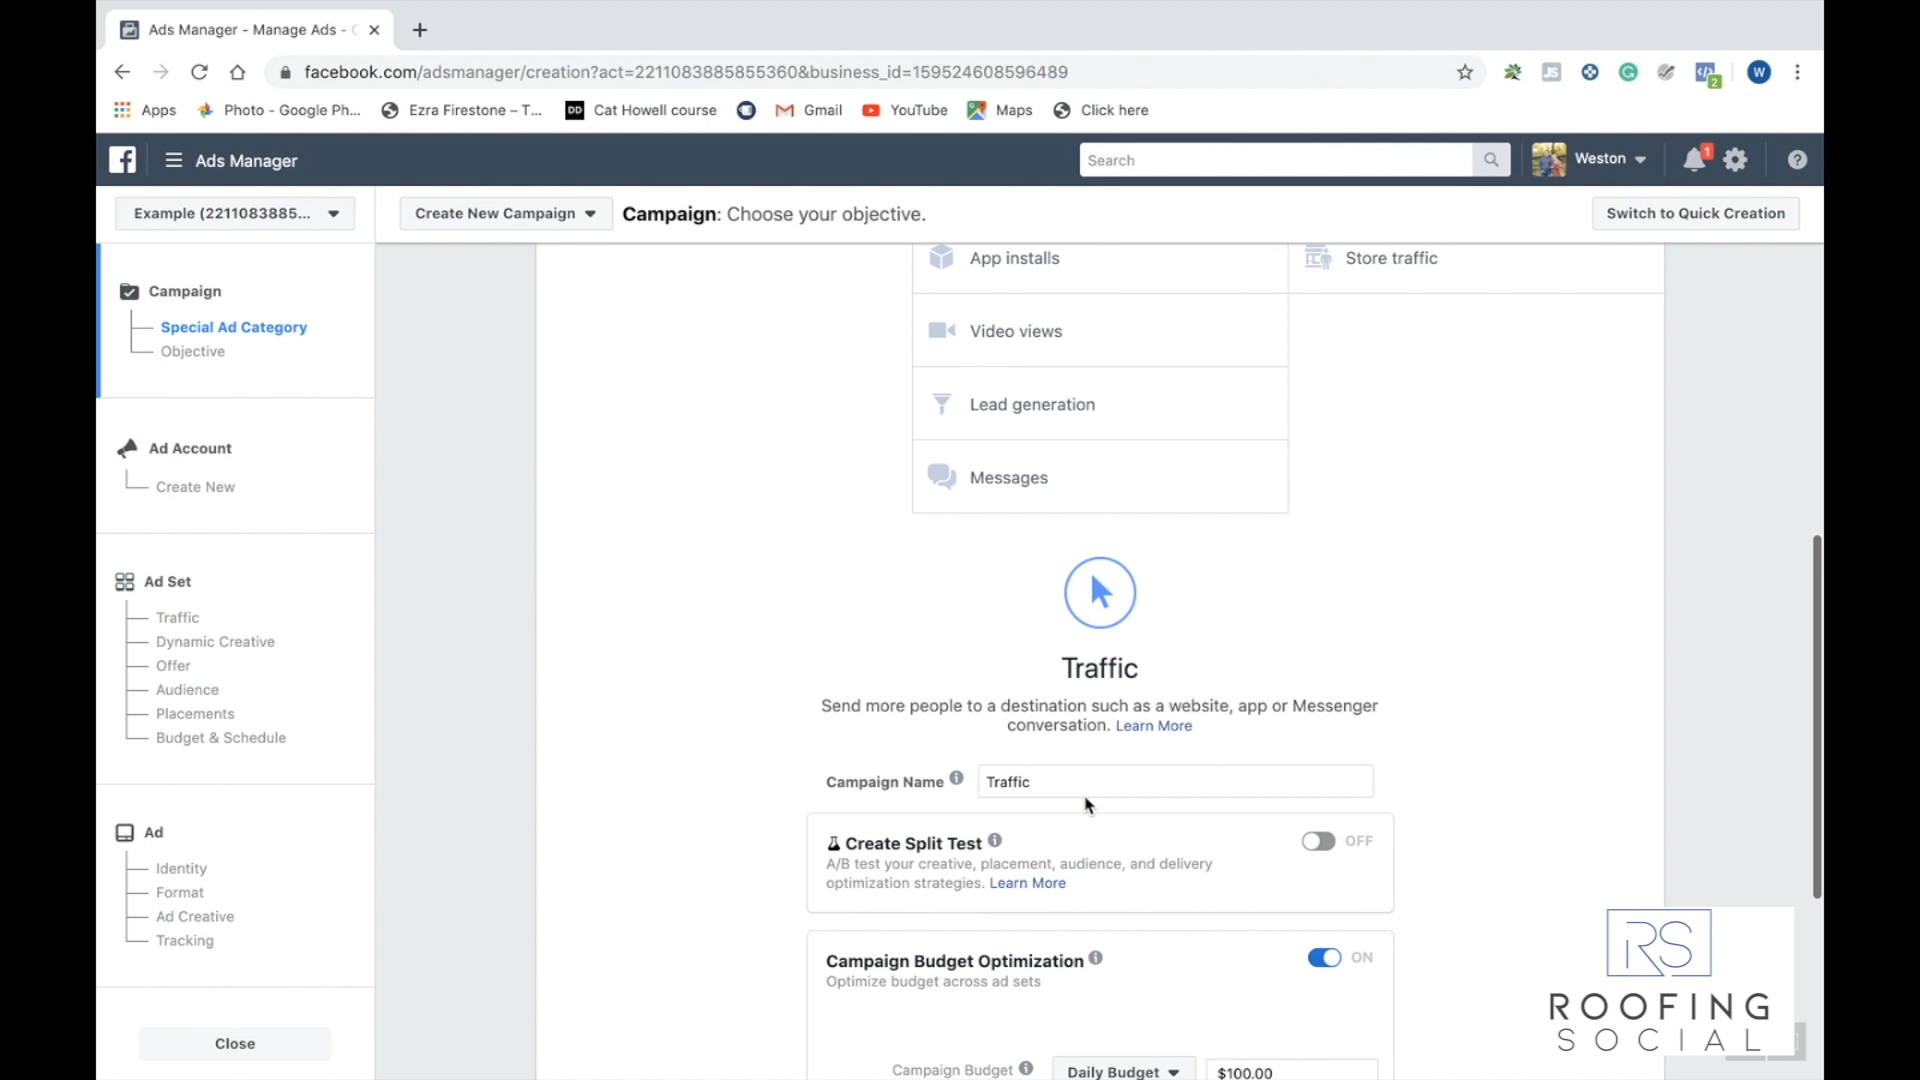 Ads Manager - Manage Ads - C
facebook.com/adsmanager/creation?act=2211083885855360&business_id=159524608596489
JS
2
W
Apps
Photo - Google Ph...
Ezra Firestone – T...
DD
Cat Howell course
Gmail
YouTube
Maps
Click here
Ads Manager
Search
Weston
1
Example (2211083885...
Create New Campaign
Campaign: Choose your objective.
Switch to Quick Creation
Campaign
Special Ad Category
Objective
Ad Account
Create New
Ad Set
Traffic
Dynamic Creative
Offer
Audience
Placements
Budget & Schedule
Ad
Identity
Format
Ad Creative
Tracking
Close
App installs
Store traffic
Video views
Lead generation
Messages
Traffic
Send more people to a destination such as a website, app or Messenger
conversation. Learn More
Campaign Name
Traffic
Create Split Test
OFF
A/B test your creative, placement, audience, and delivery
optimization strategies. Learn More
Campaign Budget Optimization
ON
Optimize budget across ad sets
Campaign Budget
Daily Budget
$100.00
RS
ROOFING
SOCIAL